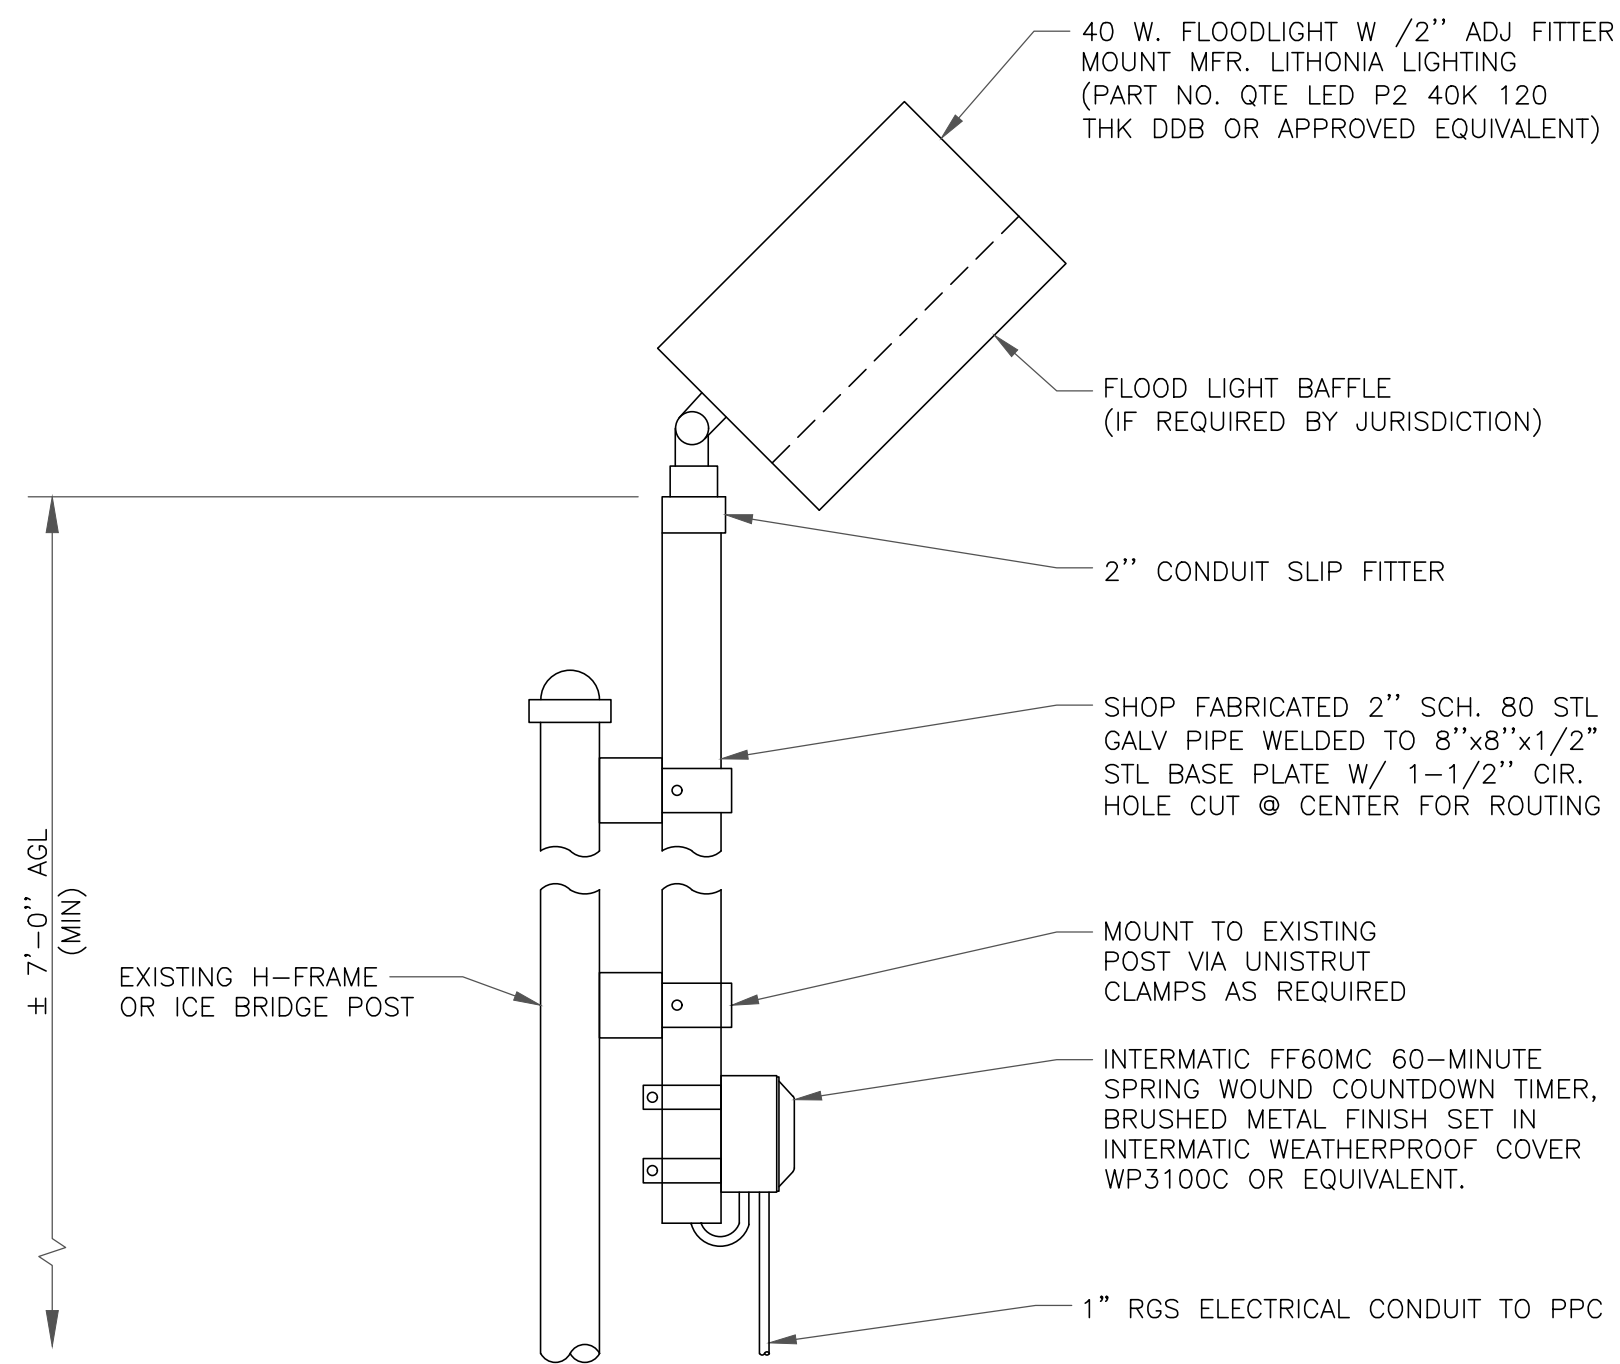 40 W. FLOODLIGHT W /2'' ADJ FITTER
MOUNT MFR. LITHONIA LIGHTING
(PART NO. QTE LED P2 40K 120
THK DDB OR APPROVED EQUIVALENT)
FLOOD LIGHT BAFFLE
(IF REQUIRED BY JURISDICTION)
2'' CONDUIT SLIP FITTER
SHOP FABRICATED 2'' SCH. 80 STL
GALV PIPE WELDED TO 8''x8''x1/2"
STL BASE PLATE W/ 1-1/2'' CIR.
HOLE CUT @ CENTER FOR ROUTING
± 7'-0'' AGL
(MIN)
EXISTING H-FRAME
OR ICE BRIDGE POST
MOUNT TO EXISTING
POST VIA UNISTRUT
CLAMPS AS REQUIRED
INTERMATIC FF60MC 60-MINUTE
SPRING WOUND COUNTDOWN TIMER,
BRUSHED METAL FINISH SET IN
INTERMATIC WEATHERPROOF COVER
WP3100C OR EQUIVALENT.
1" RGS ELECTRICAL CONDUIT TO PPC